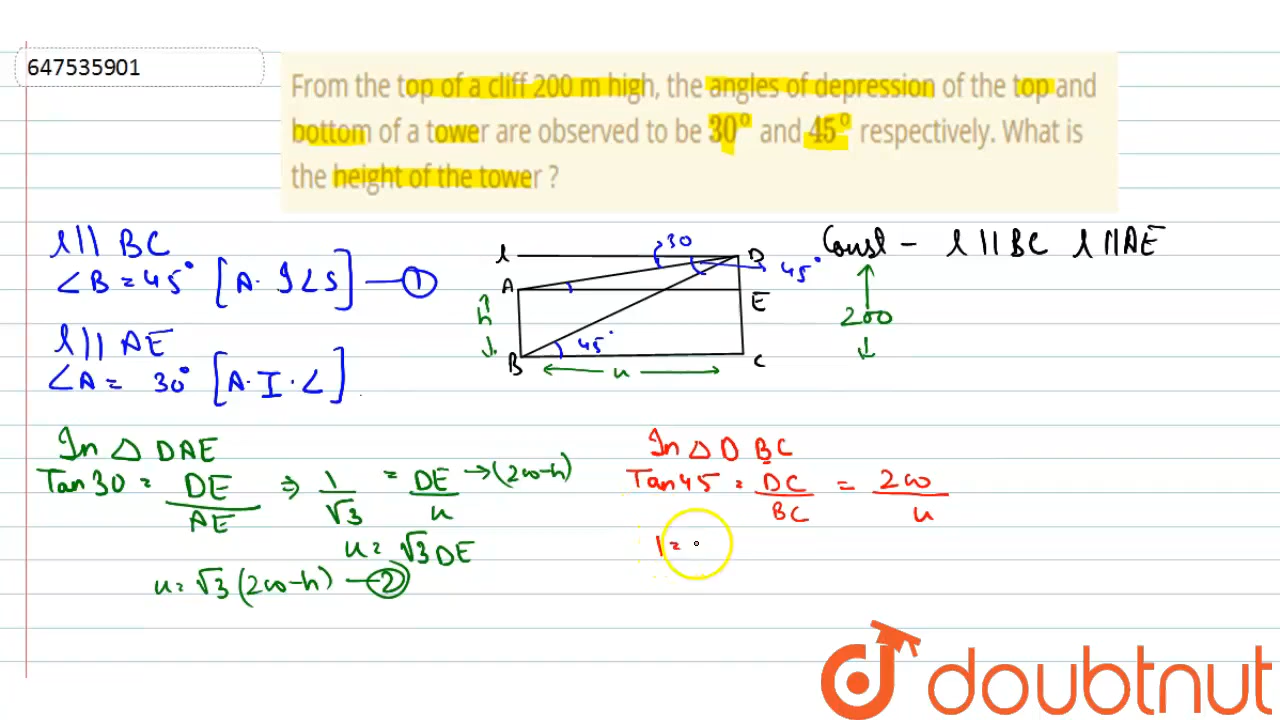 647535901
From the top of a cliff 200 m high, the angles of depression of the top and
bottom of a tower are observed to be 30° and 45° respectively. What is
the height of the tower ?
l || BC
∠B = 45° [A. I ∠S] — ①
l || AE
∠A = 30° [A. I. ∠]
l
30
D
45°
A
E
h
45°
B
C
u
Const - l || BC l || AE
200
In △ DAE
Tan 30 = DE/AE ⇒ 1/√3 = DE/u → (200-h)
u = √3 DE
u = √3 (200-h) — ②
In △ DBC
Tan 45 = DC/BC = 200/u
1 =
doubtnut